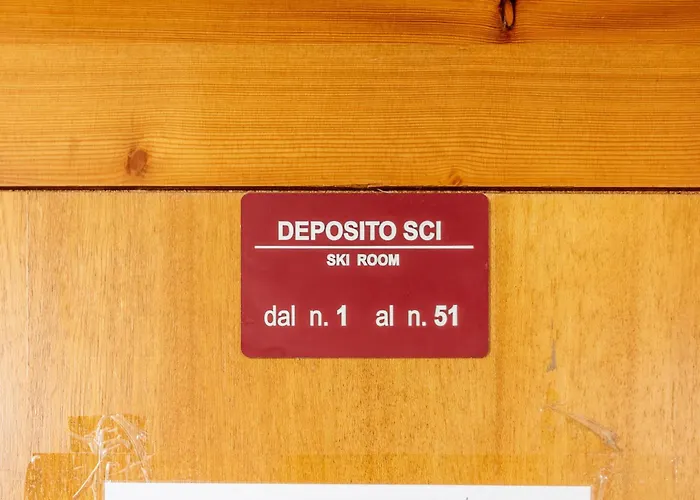 DEPOSITO SCI
SKI ROOM
dal n. 1 al n. 51